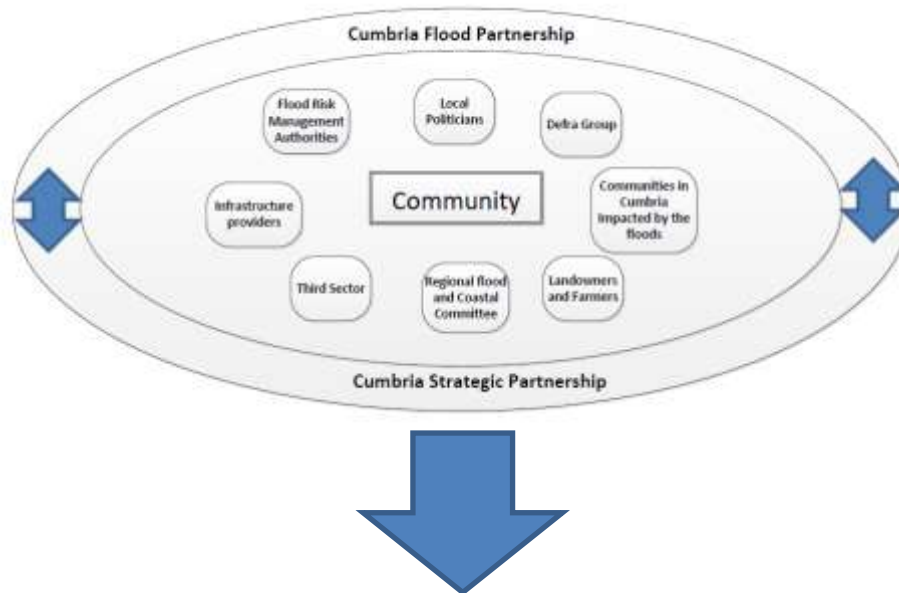 Cumbria Flood Partnership
Flood Risk
Management
Authorities
Local
Politicians
Defra Group
Infrastructure
providers
Community
Communities in
Cumbria
Impacted by the
floods
Third Sector
Regional flood
and Coastal
Committee
Landowners
and Farmers
Cumbria Strategic Partnership